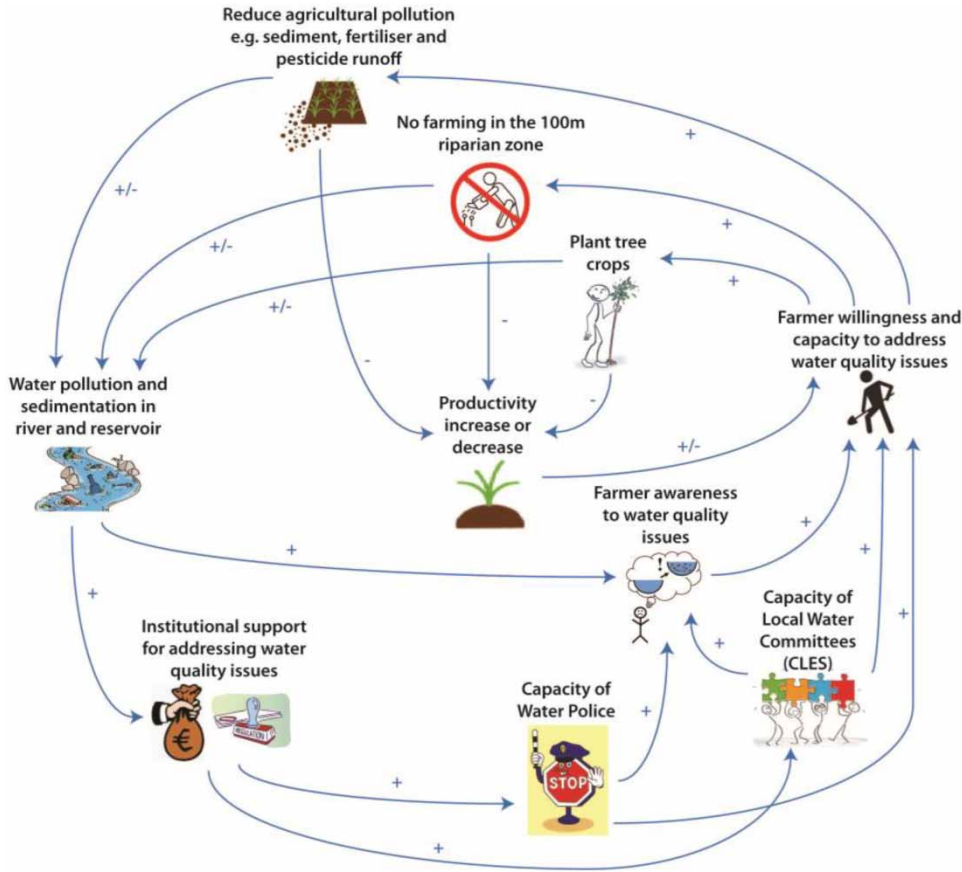 Reduce agricultural pollution
e.g. sediment, fertiliser and
pesticide runoff
+
No farming in the 100m
riparian zone
+/-
+
+/-
Plant tree
crops
+
+/-
Farmer willingness and
capacity to address
water quality issues
-
-
Water pollution and
sedimentation in
river and reservoir
-
Productivity
increase or
decrease
+/-
Farmer awareness
to water quality
issues
+
+
!
+
+
Capacity of
Local Water
Committees
(CLES)
+
Institutional support
for addressing water
quality issues
+
Capacity of
Water Police
+
€
REGULATION
STOP
+
+